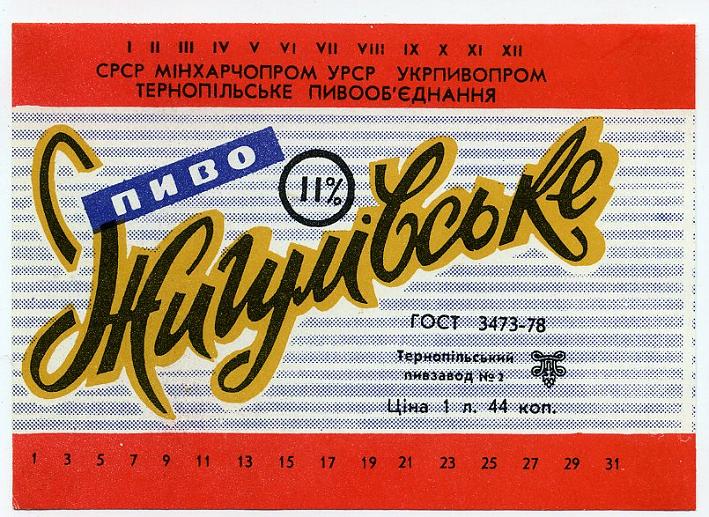 I II III IV V VI VII VIII IX X XI XII
СРСР МІНХАРЧОПРОМ УРСР УКРПИВОПРОМ
ТЕРНОПІЛЬСЬКЕ ПИВООБ'ЄДНАННЯ
ПИВО
11%
Жигулівське
ГОСТ 3473-78
Тернопільський
пивзавод №2
Ціна 1 л. 44 коп.
1 3 5 7 9 11 13 15 17 19 21 23 25 27 29 31